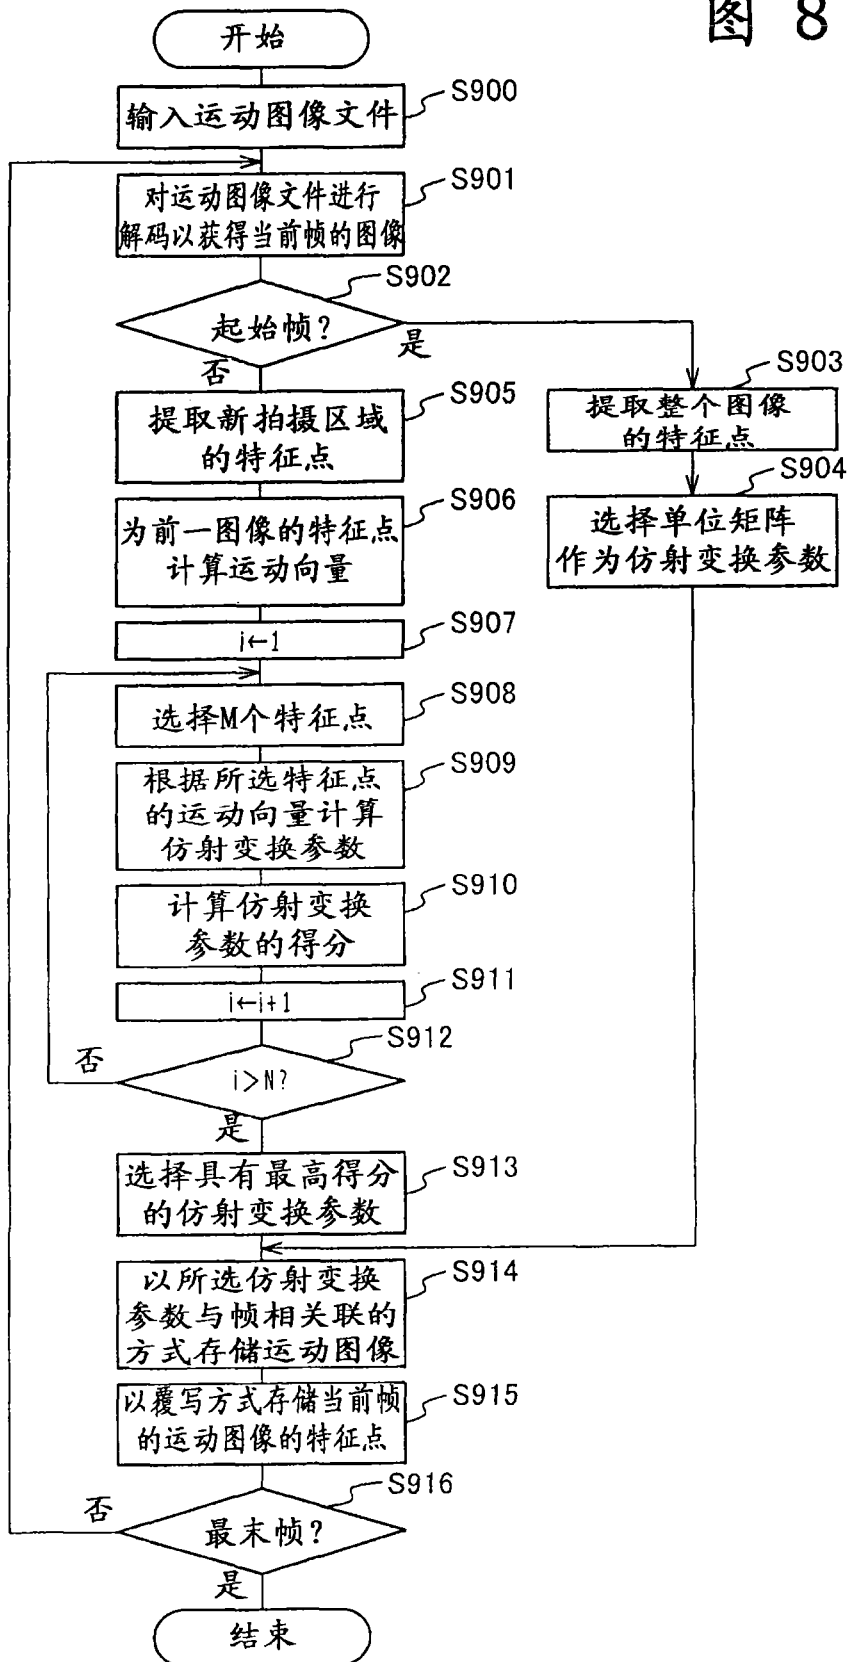 图 8
开始
S900
输入运动图像文件
S901
对运动图像文件进行
解码以获得当前帧的图像
S902
起始帧?
是
否
S903
提取整个图像
的特征点
S904
选择单位矩阵
作为仿射变换参数
S905
提取新拍摄区域
的特征点
S906
为前一图像的特征点
计算运动向量
S907
i←1
S908
选择M个特征点
S909
根据所选特征点
的运动向量计算
仿射变换参数
S910
计算仿射变换
参数的得分
S911
i←i+1
S912
否
i>N?
是
S913
选择具有最高得分
的仿射变换参数
S914
以所选仿射变换
参数与帧相关联的
方式存储运动图像
S915
以覆写方式存储当前帧
的运动图像的特征点
S916
否
最末帧?
是
结束